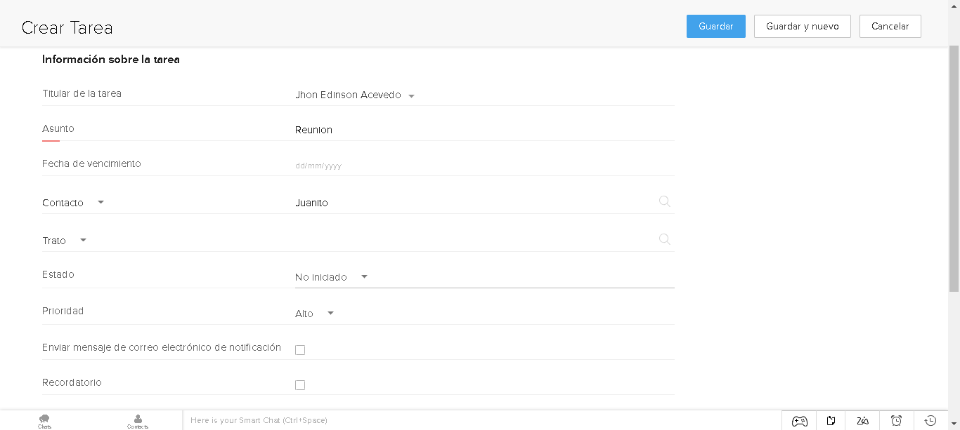 Crear Tarea
Guardar
Guardar y nuevo
Cancelar
Información sobre la tarea
Titular de la tarea
Jhon Edinson Acevedo
Asunto
Reunion
Fecha de vencimiento
dd/mm/yyyy
Contacto
Juanito
Trato
Estado
No Iniciado
Prioridad
Alto
Enviar mensaje de correo electrónico de notificación
Recordatorio
Chats
Contacts
Here is your Smart Chat (Ctrl+Space)